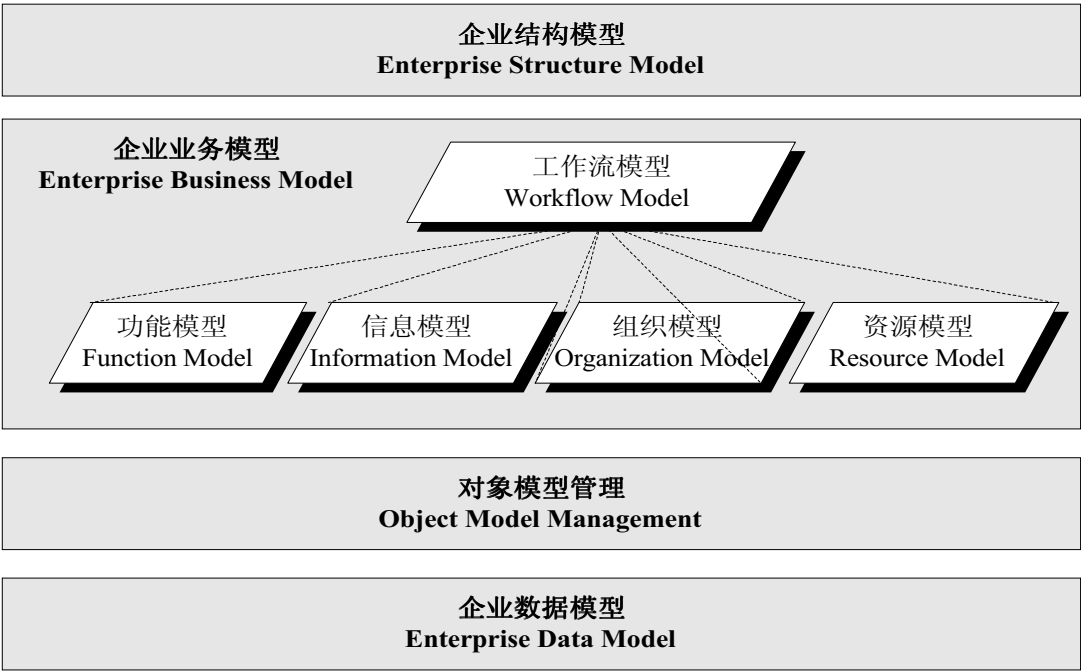 企业结构模型
Enterprise Structure Model
企业业务模型
Enterprise Business Model
工作流模型
Workflow Model
功能模型
Function Model
信息模型
Information Model
组织模型
Organization Model
资源模型
Resource Model
对象模型管理
Object Model Management
企业数据模型
Enterprise Data Model